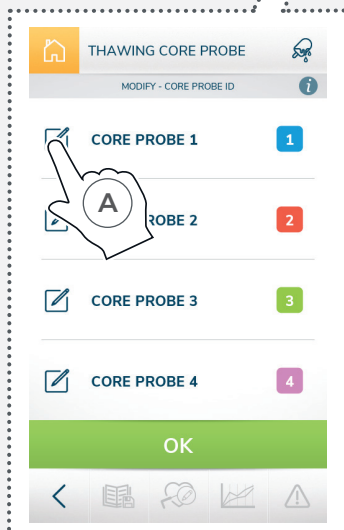 THAWING CORE PROBE
MODIFY - CORE PROBE ID i
CORE PROBE 1 1
A
ROBE 2 2
CORE PROBE 3 3
CORE PROBE 4 4
OK